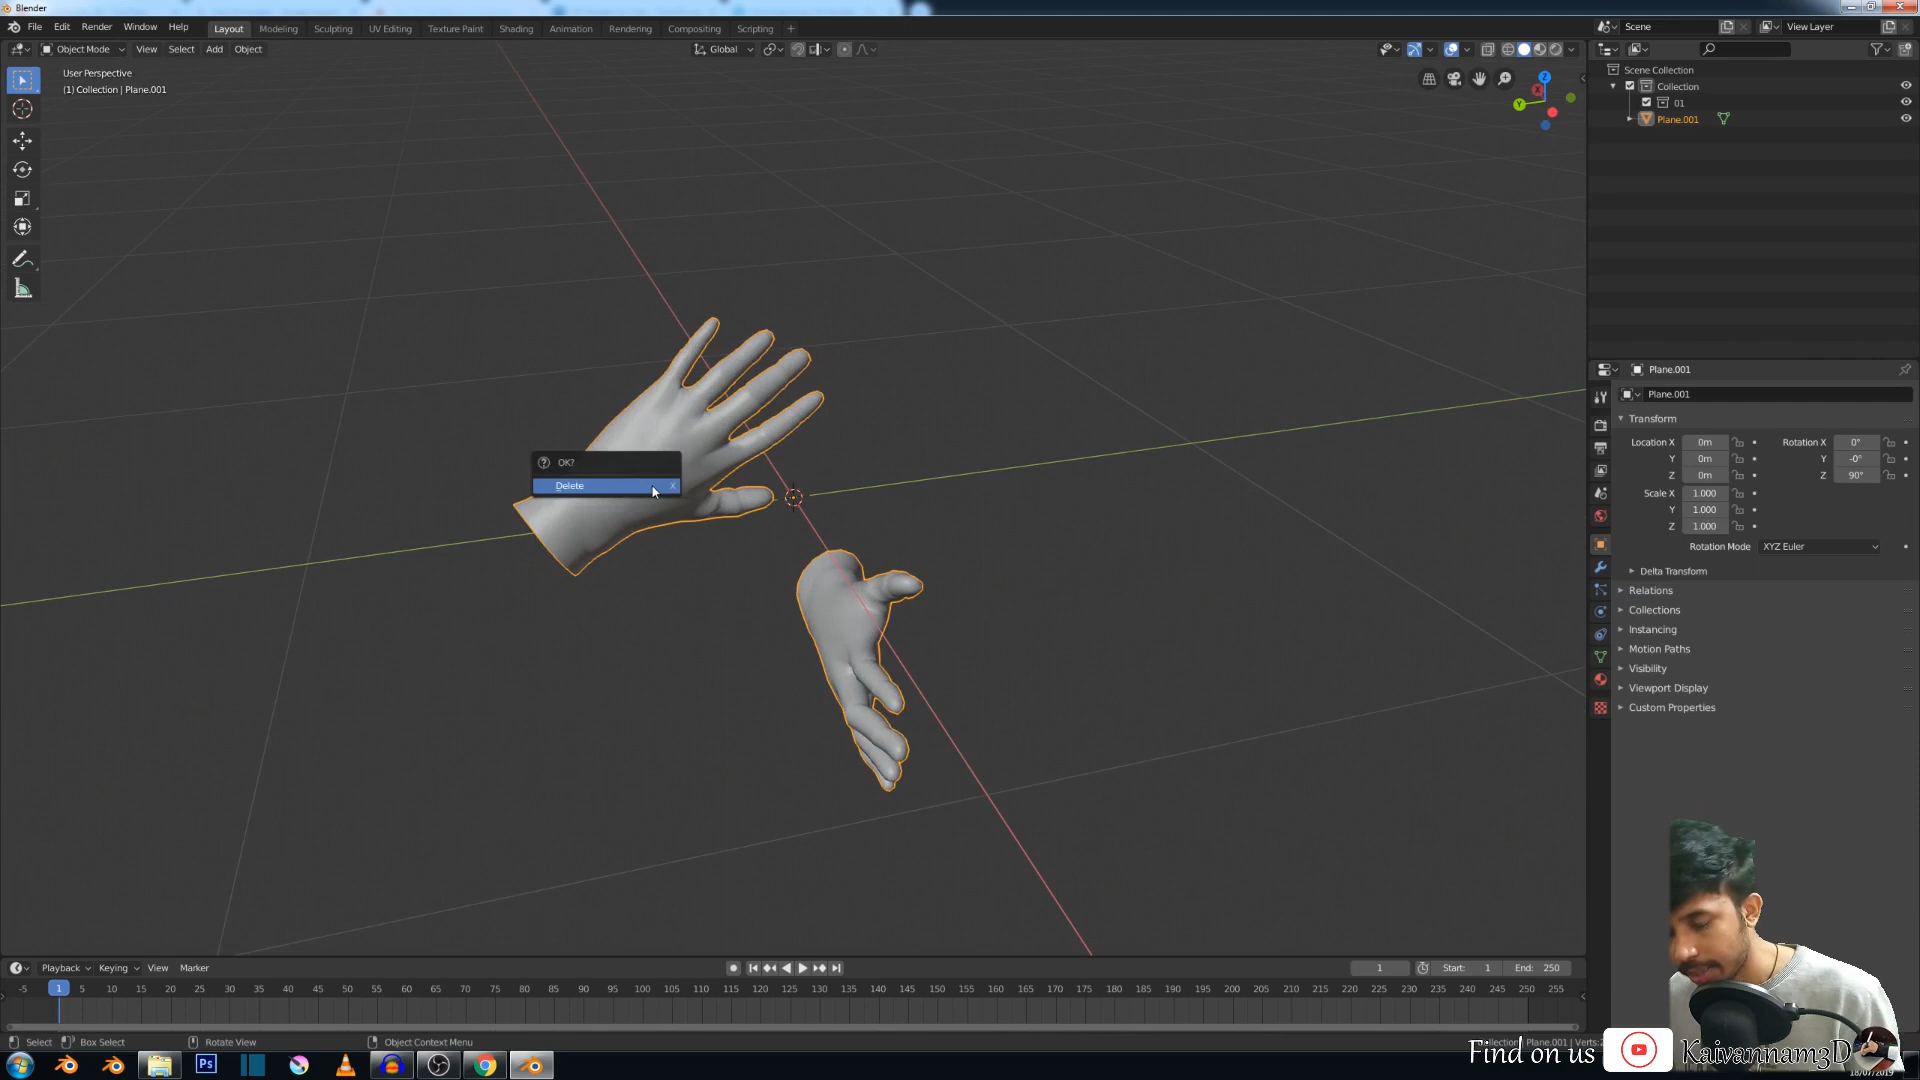 Blender
File Edit Render Window Help
Layout Modeling Sculpting UV Editing Texture Paint Shading Animation Rendering Compositing Scripting +
Scene
View Layer
Object Mode View Select Add Object
Global
User Perspective
(1) Collection | Plane.001
Z
X
Y
Scene Collection
Collection
01
Plane.001
OK?
Delete X
Plane.001
Plane.001
Transform
Location X 0m Rotation X 0°
Y 0m Y -0°
Z 0m Z 90°
Scale X 1.000
Y 1.000
Z 1.000
Rotation Mode XYZ Euler
Delta Transform
Relations
Collections
Instancing
Motion Paths
Visibility
Viewport Display
Custom Properties
Playback Keying View Marker
1 Start: 1 End: 250
-5 1 5 10 15 20 25 30 35 40 45 50 55 60 65 70 75 80 85 90 95 100 105 110 115 120 125 130 135 140 145 150 155 160 165 170 175 180 185 190 195 200 205 210 215 220 225 230 235 240 245 250 255
Select Box Select Rotate View Object Context Menu
Collection | Plane.001 | Verts:
Ps
Find on us Kaivannam3D
18/07/2019